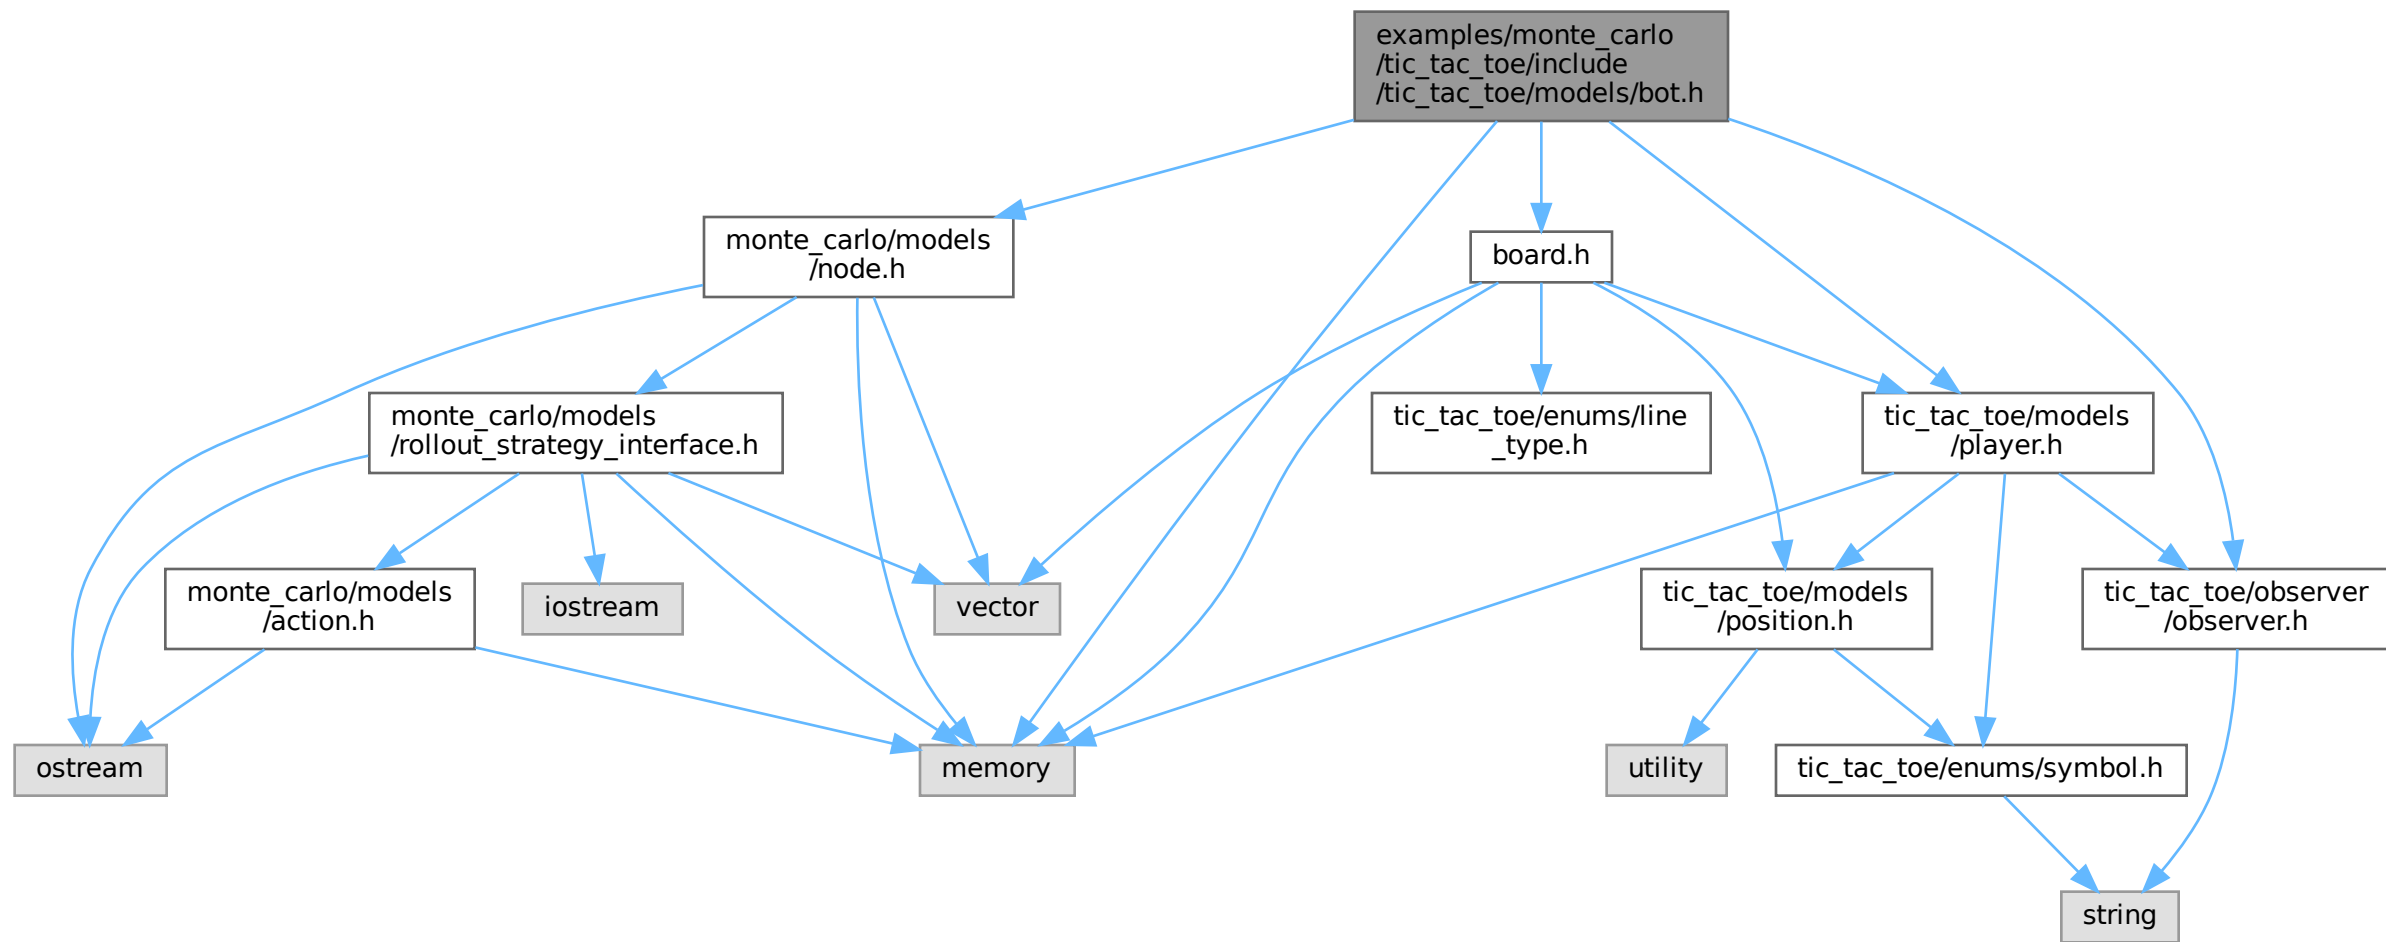 examples/monte_carlo
/tic_tac_toe/include
/tic_tac_toe/models/bot.h
monte_carlo/models
/node.h
board.h
monte_carlo/models
/rollout_strategy_interface.h
tic_tac_toe/enums/line
_type.h
tic_tac_toe/models
/player.h
monte_carlo/models
/action.h
iostream
vector
tic_tac_toe/models
/position.h
tic_tac_toe/observer
/observer.h
ostream
memory
utility
tic_tac_toe/enums/symbol.h
string